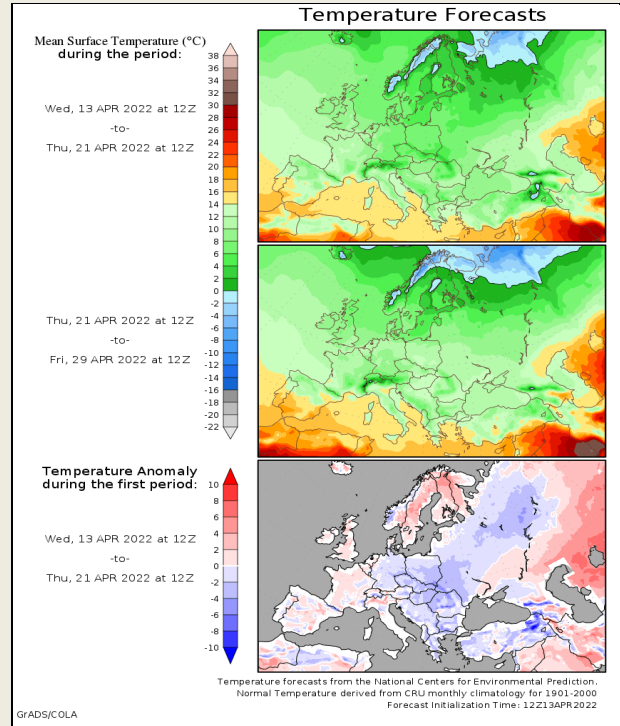 Temperature Forecasts
Mean Surface Temperature (°C)
during the period:
Wed, 13 APR 2022 at 12Z
-to-
Thu, 21 APR 2022 at 12Z
38
36
34
32
30
28
26
24
22
20
18
16
14
12
10
8
6
4
2
0
-2
-4
-6
-8
-10
-12
-14
-16
-18
-20
-22
Thu, 21 APR 2022 at 12Z
-to-
Fri, 29 APR 2022 at 12Z
Temperature Anomaly
during the first period:
Wed, 13 APR 2022 at 12Z
-to-
Thu, 21 APR 2022 at 12Z
10
8
6
4
2
0
-2
-4
-6
-8
-10
Temperature forecasts from the National Centers for Environmental Prediction.
Normal Temperature derived from CRU monthly climatology for 1901-2000
Forecast Initialization Time: 12Z13APR2022
GrADS/COLA